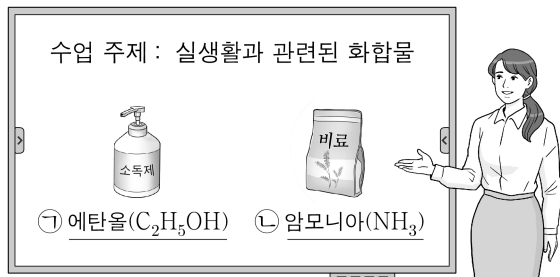 수업 주제 : 실생활과 관련된 화합물
소독제
비료
㉠ 에탄올(C₂H₅OH) ㉡ 암모니아(NH₃)